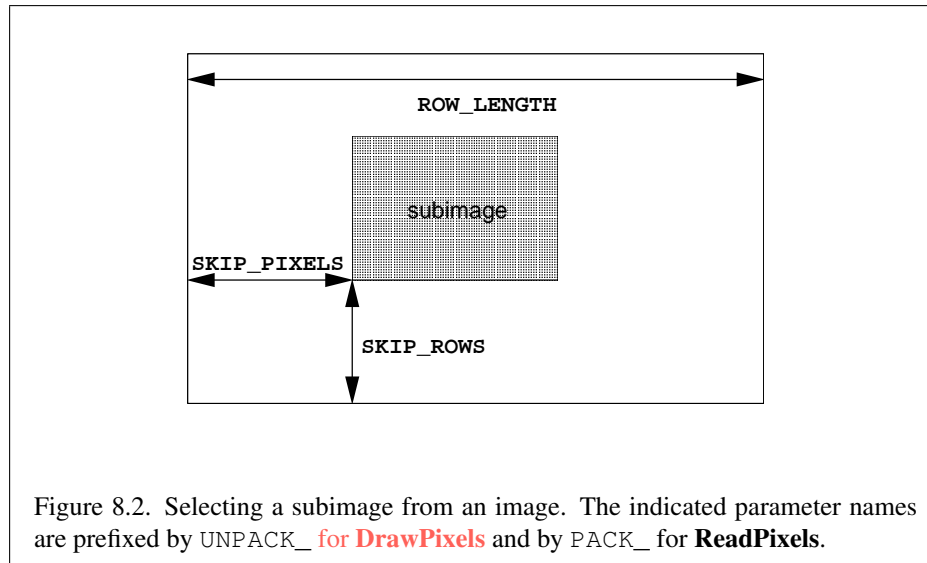 ROW_LENGTH
subimage
SKIP_PIXELS
SKIP_ROWS
Figure 8.2. Selecting a subimage from an image. The indicated parameter names
are prefixed by UNPACK_ for DrawPixels and by PACK_ for ReadPixels.